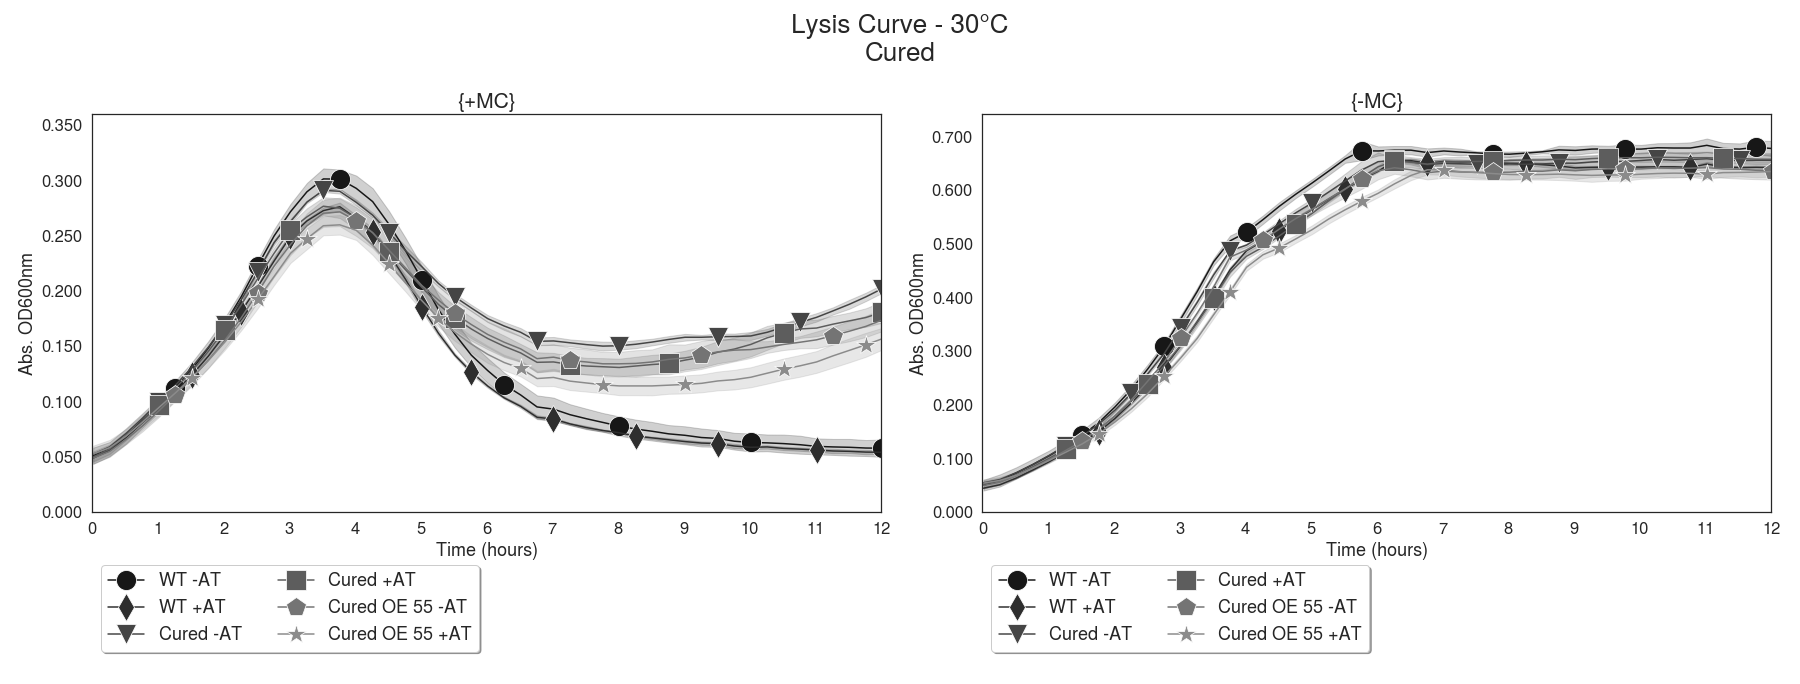 Lysis Curve - 30°C
Cured
{+MC}
0.350
0.300
0.250
0.200
0.150
0.100
0.050
0.000
Abs. OD600nm
0 1 2 3 4 5 6 7 8 9 10 11 12
Time (hours)
WT -AT
WT +AT
Cured -AT
Cured +AT
Cured OE 55 -AT
Cured OE 55 +AT
{-MC}
0.700
0.600
0.500
0.400
0.300
0.200
0.100
0.000
Abs. OD600nm
0 1 2 3 4 5 6 7 8 9 10 11 12
Time (hours)
WT -AT
WT +AT
Cured -AT
Cured +AT
Cured OE 55 -AT
Cured OE 55 +AT